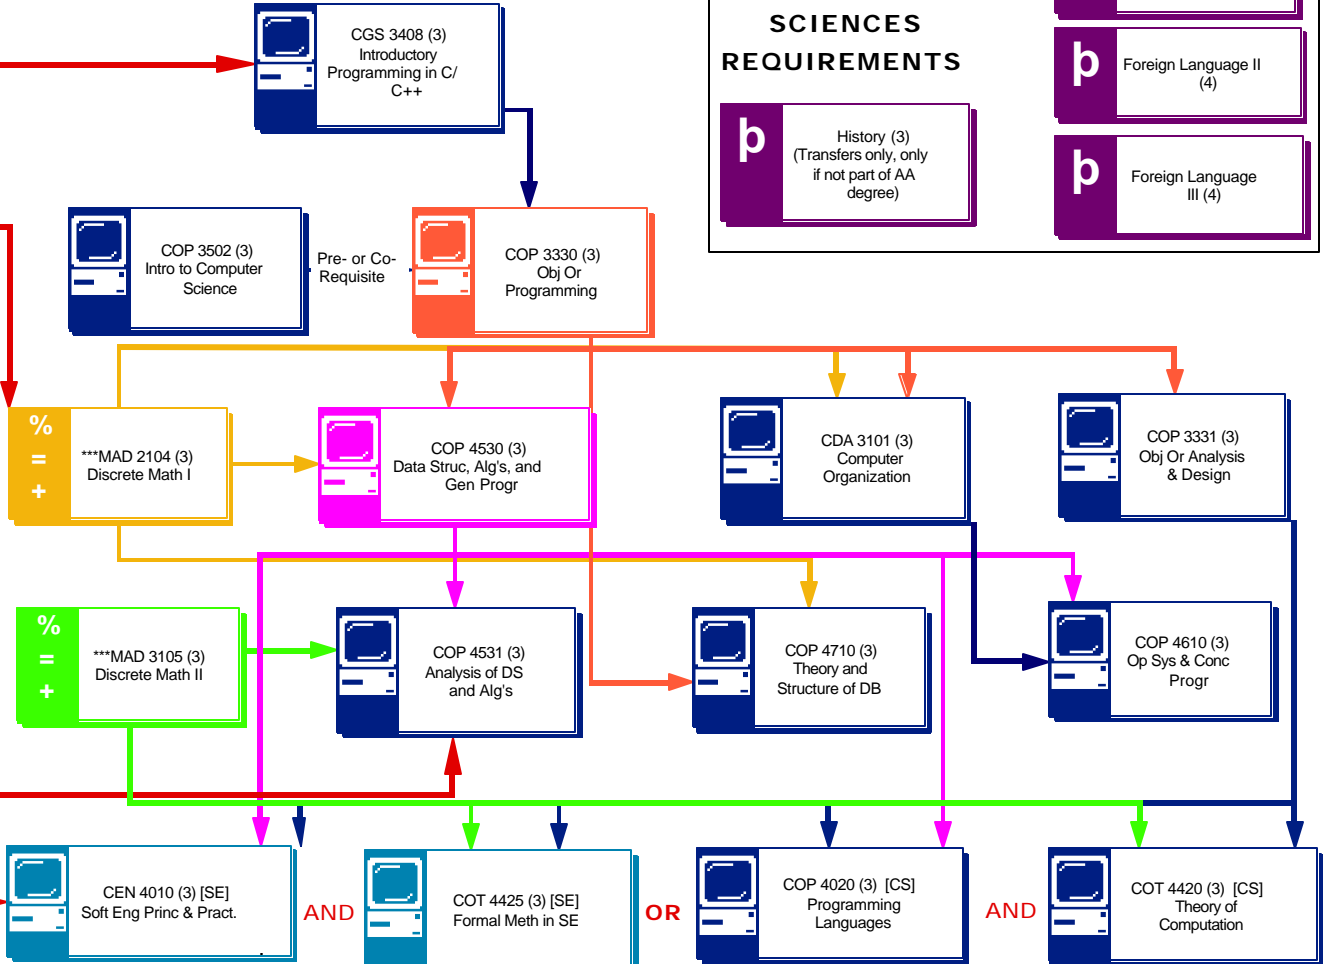 SCIENCES
REQUIREMENTS
CGS 3408 (3)
Introductory
Programming in C/
C++
þ
Foreign Language II
(4)
þ
History (3)
(Transfers only, only
if not part of AA
degree)
þ
Foreign Language
III (4)
COP 3502 (3)
Intro to Computer
Science
Pre- or Co-
Requisite
COP 3330 (3)
Obj Or
Programming
%
=
+
***MAD 2104 (3)
Discrete Math I
COP 4530 (3)
Data Struc, Alg's, and
Gen Progr
CDA 3101 (3)
Computer
Organization
COP 3331 (3)
Obj Or Analysis
& Design
%
=
+
***MAD 3105 (3)
Discrete Math II
COP 4531 (3)
Analysis of DS
and Alg's
COP 4710 (3)
Theory and
Structure of DB
COP 4610 (3)
Op Sys & Conc
Progr
CEN 4010 (3) [SE]
Soft Eng Princ & Pract.
.
AND
COT 4425 (3) [SE]
Formal Meth in SE
OR
COP 4020 (3) [CS]
Programming
Languages
AND
COT 4420 (3) [CS]
Theory of
Computation